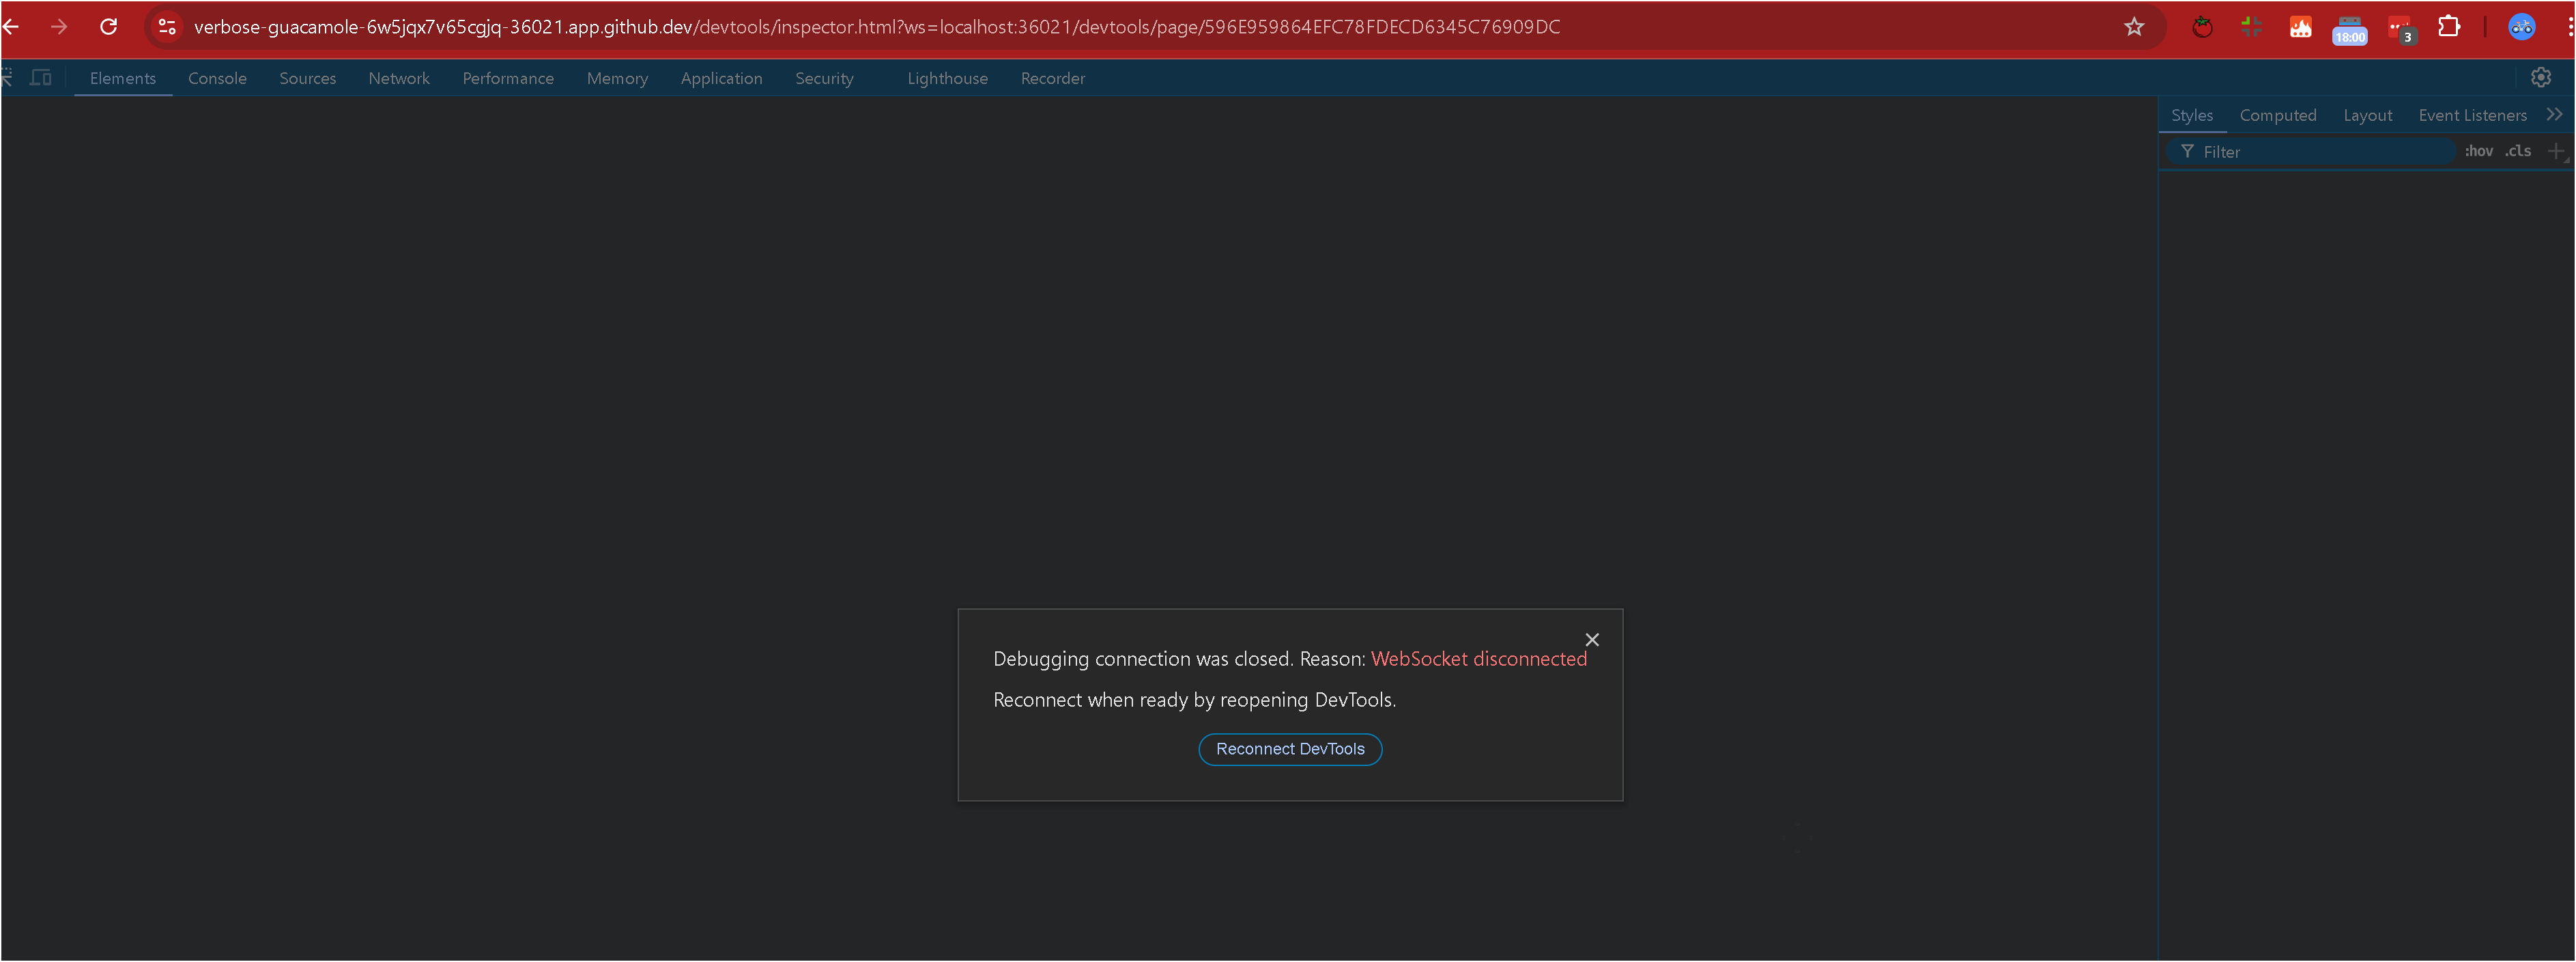 verbose-guacamole-6w5jqx7v65cgjq-36021.app.github.dev/devtools/inspector.html?ws=localhost:36021/devtools/page/596E959864EFC78FDECD6345C76909DC
18:00
3
Elements Console Sources Network Performance Memory Application Security Lighthouse Recorder
Styles Computed Layout Event Listeners
Filter :hov .cls
Debugging connection was closed. Reason: WebSocket disconnected
Reconnect when ready by reopening DevTools.
Reconnect DevTools